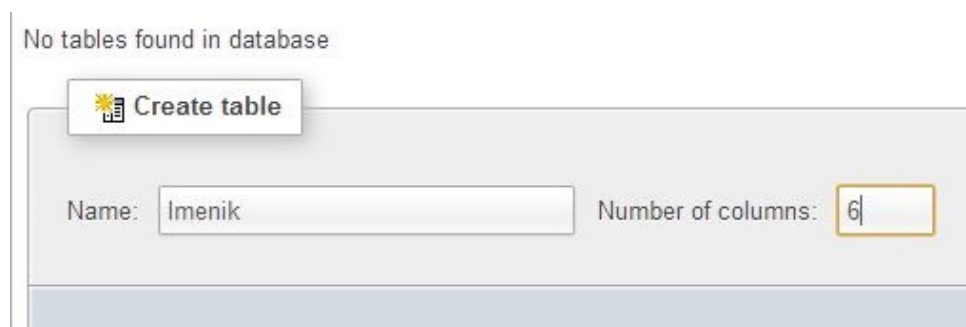 No tables found in database
Create table
Name: Imenik Number of columns: 6